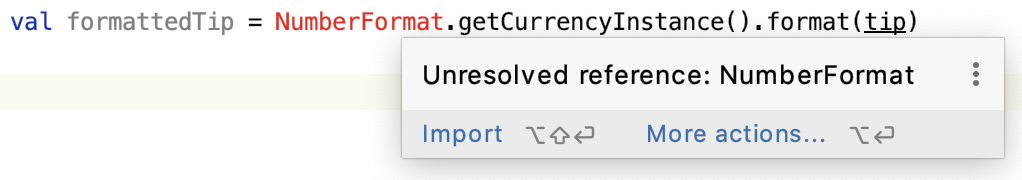 val formattedTip = NumberFormat.getCurrencyInstance().format(tip)
Unresolved reference: NumberFormat
Import ⌥⇧⏎ More actions... ⌥⏎